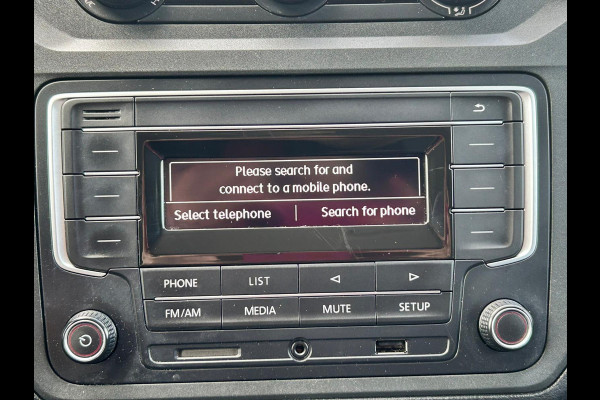 Please search for and
connect to a mobile phone.
Select telephone | Search for phone
PHONE LIST
FM/AM MEDIA MUTE SETUP